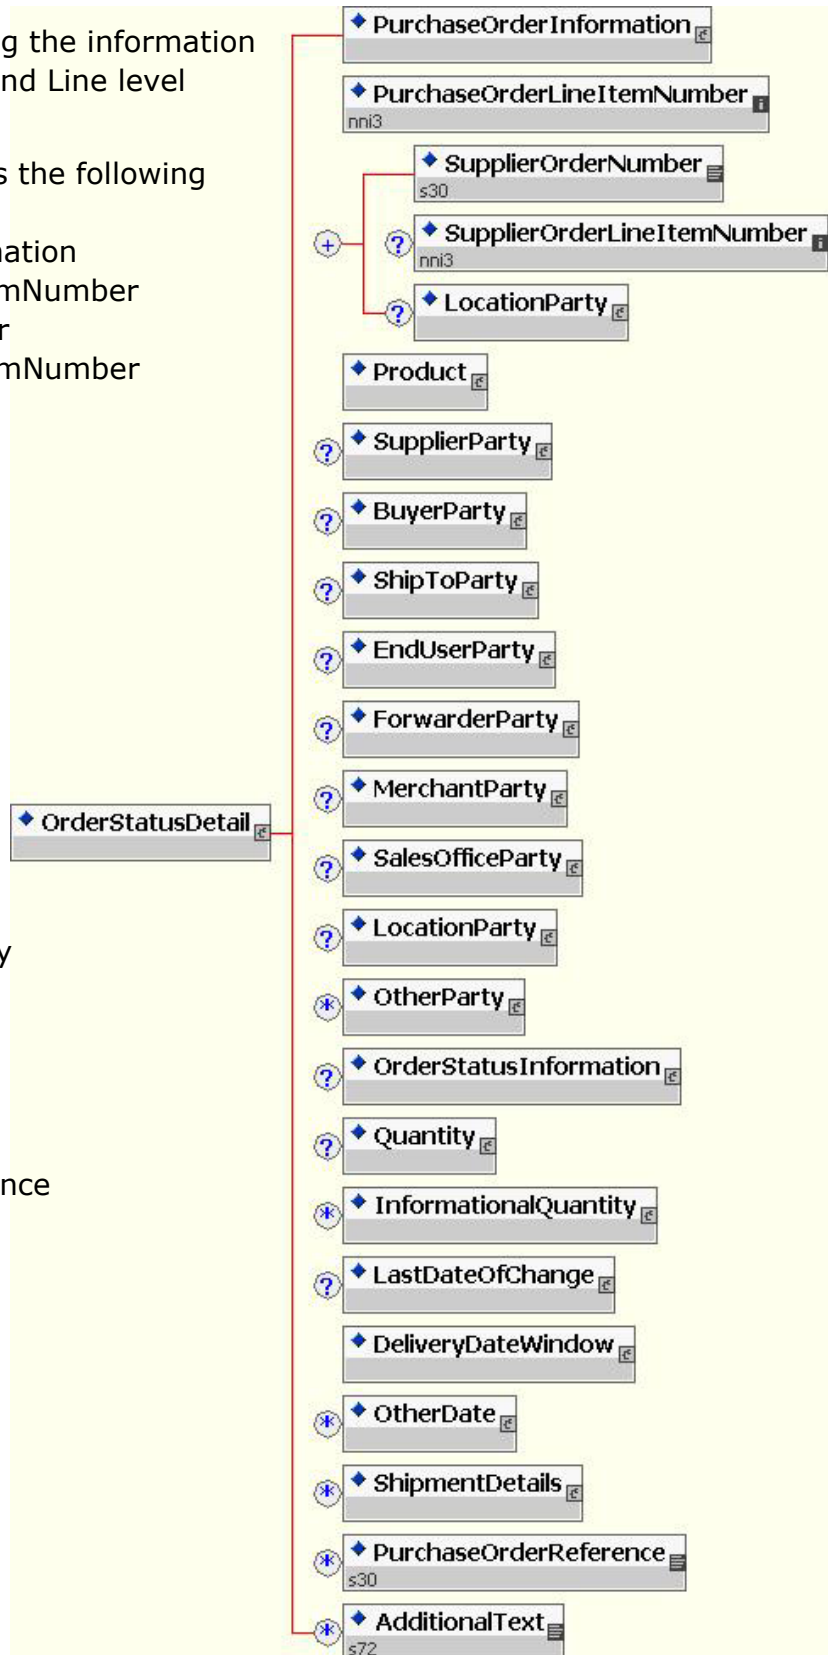 g the information
nd Line level
s the following
ation
mNumber
r
mNumber
y
nce
OrderStatusDetail
PurchaseOrderInformation
PurchaseOrderLineItemNumber
nni3
+
SupplierOrderNumber
s30
? SupplierOrderLineItemNumber
nni3
? LocationParty
Product
? SupplierParty
? BuyerParty
? ShipToParty
? EndUserParty
? ForwarderParty
? MerchantParty
? SalesOfficeParty
? LocationParty
* OtherParty
? OrderStatusInformation
? Quantity
* InformationalQuantity
? LastDateOfChange
DeliveryDateWindow
* OtherDate
* ShipmentDetails
* PurchaseOrderReference
s30
* AdditionalText
s72